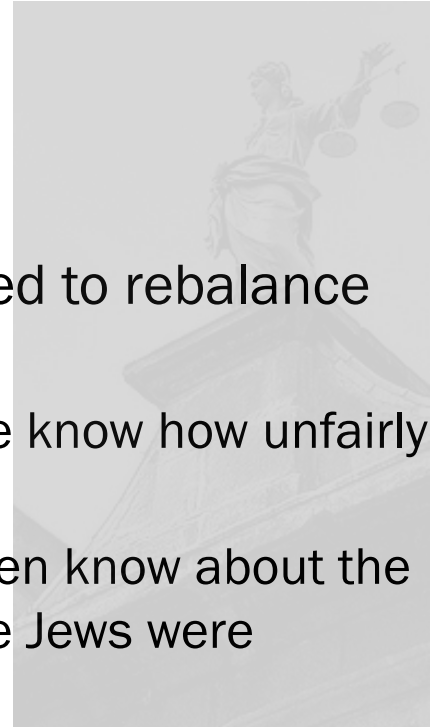 ed to rebalance
e know how unfairly
en know about the
e Jews were